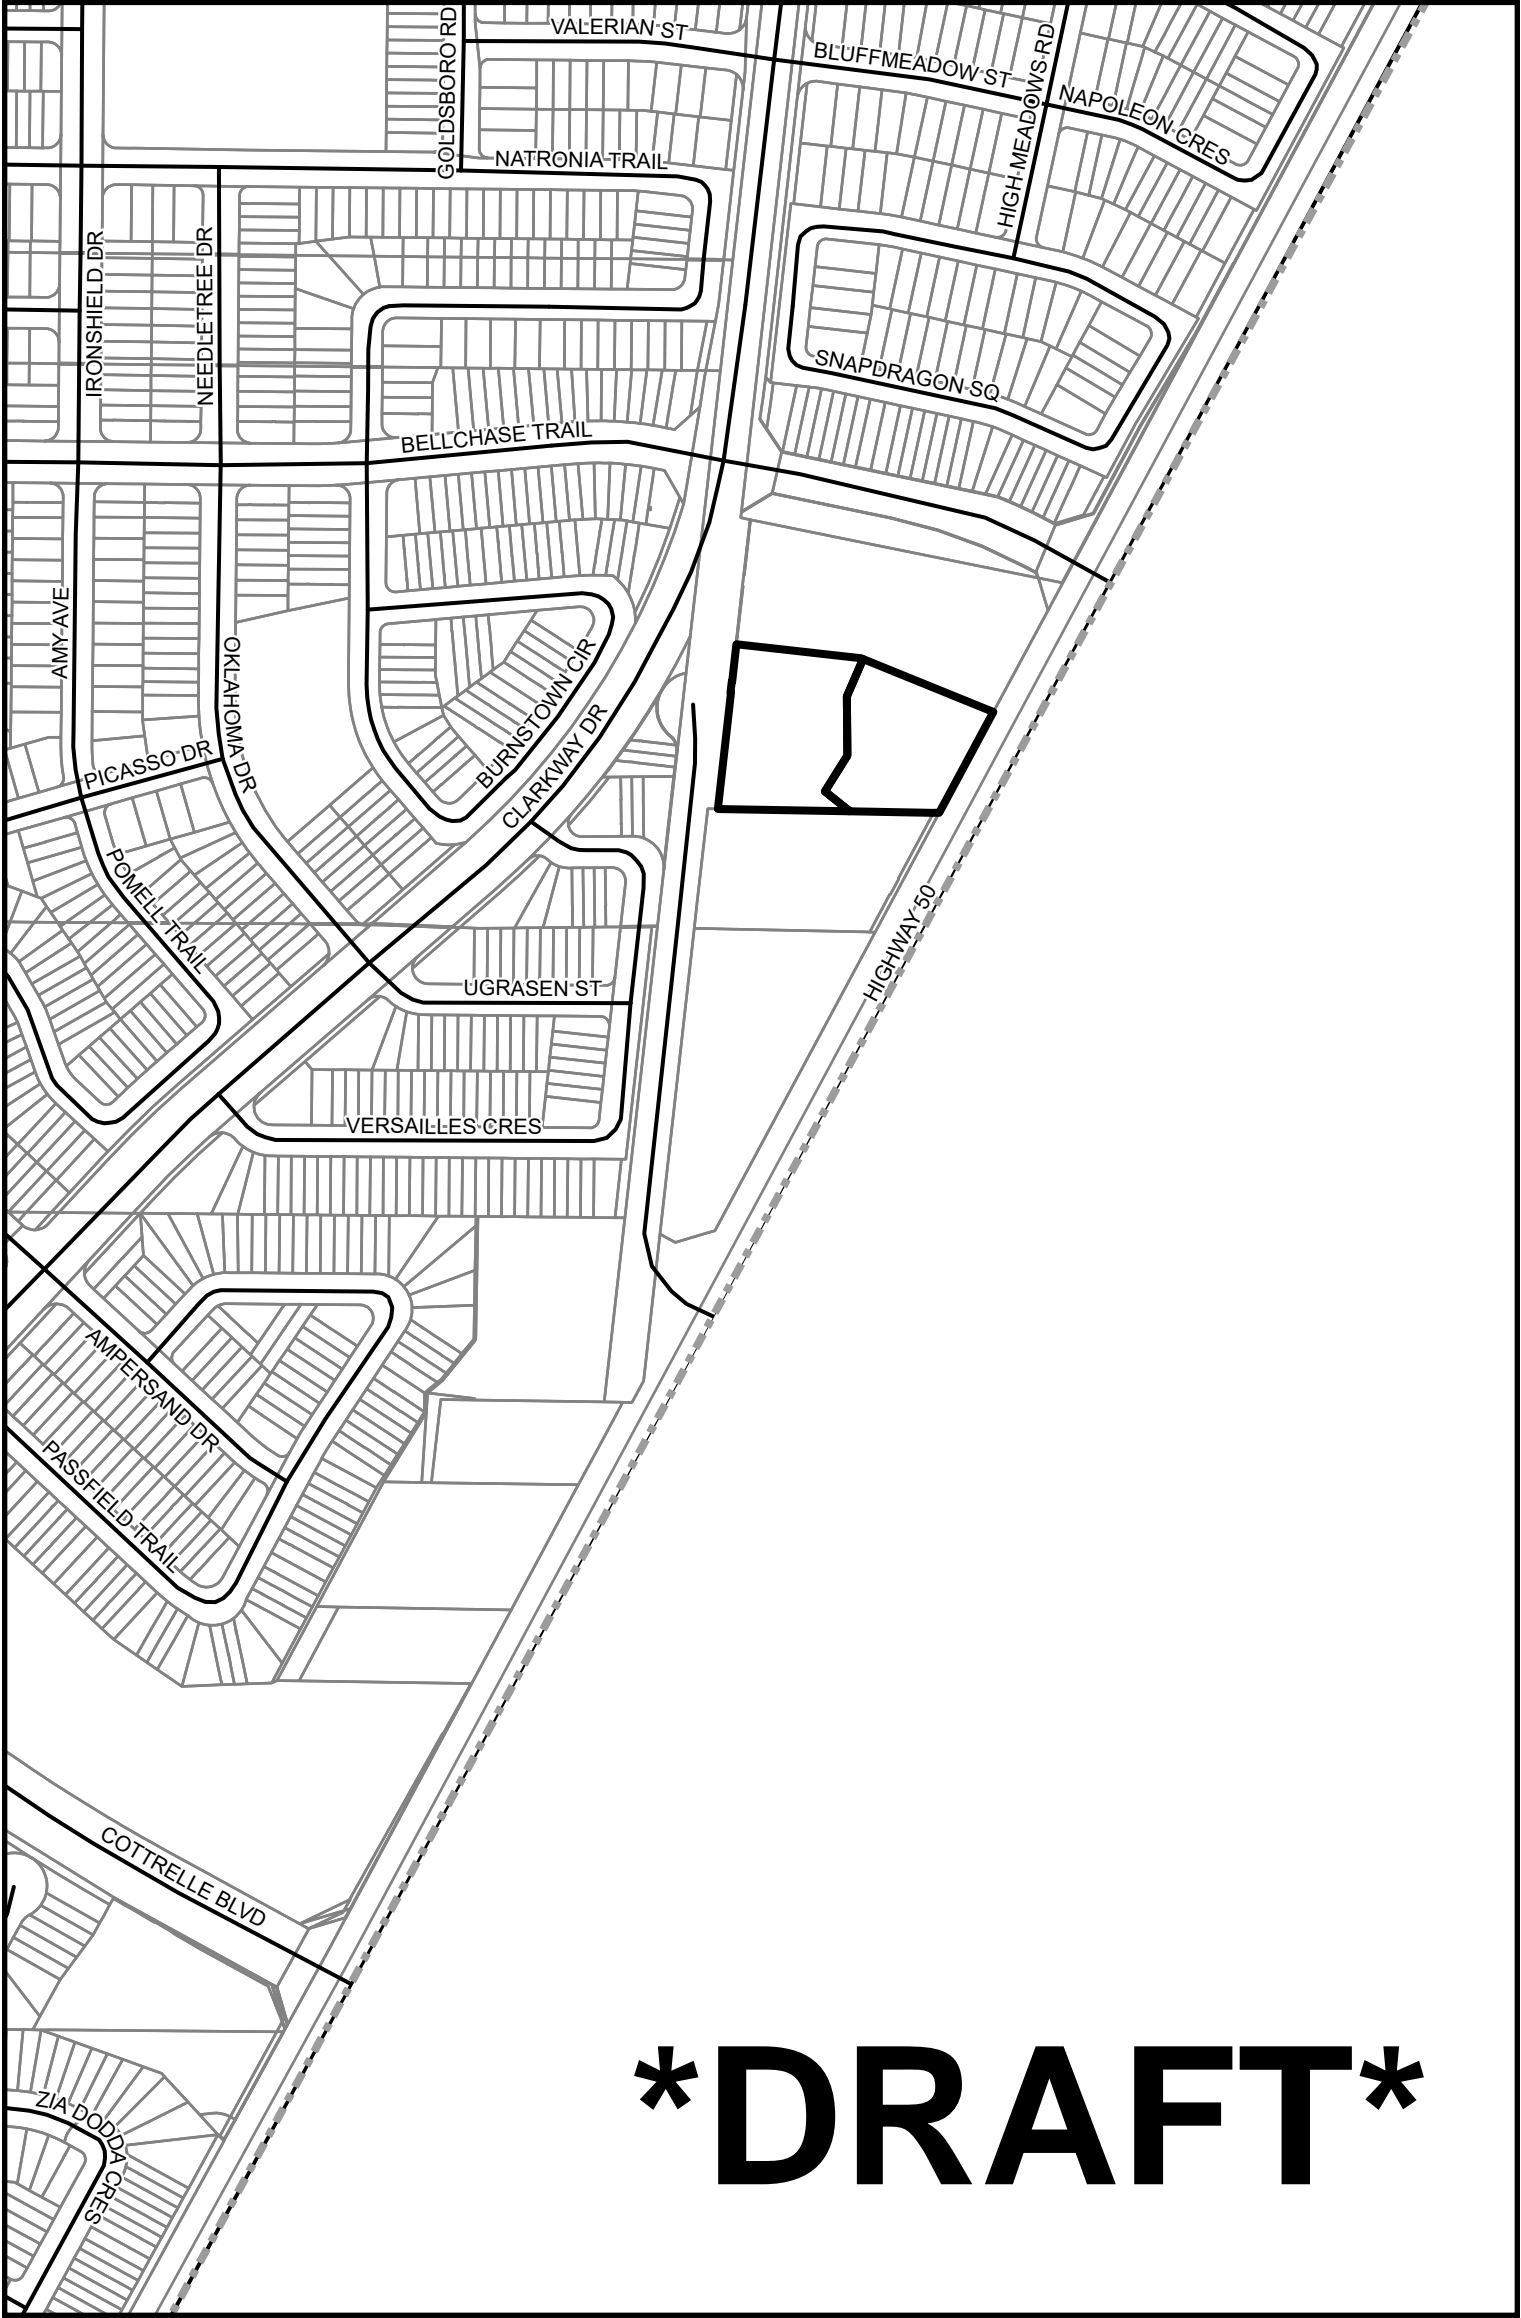 VALERIAN ST
GOLDSBORO RD
BLUFFMEADOW ST
HIGH MEADOWS RD
NAPOLEON CRES
NATRONIA TRAIL
IRONSHIELD DR
NEEDLETREE DR
SNAPDRAGON SQ
BELLCHASE TRAIL
AMY AVE
OKLAHOMA DR
BURNSTOWN CIR
CLARKWAY DR
PICASSO DR
POMELL TRAIL
HIGHWAY 50
UGRASEN ST
VERSAILLES CRES
AMPERSAND DR
PASSFIELD TRAIL
COTTRELLE BLVD
*DRAFT*
ZIA DODDA CRES